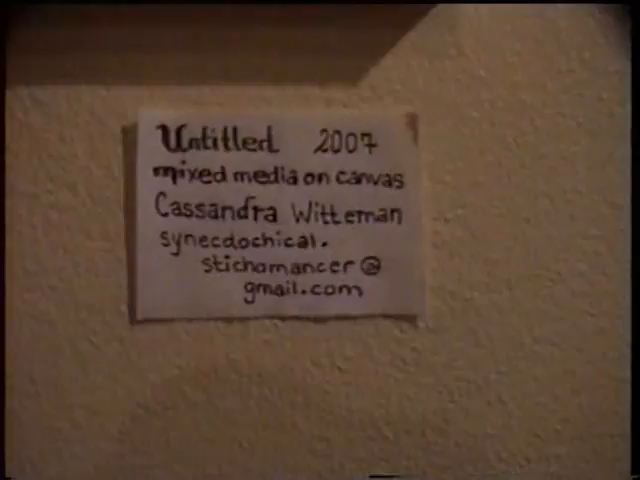 Untitled 2007
mixed media on canvas
Cassandra Witteman
synecdochical.
stichomancer@
gmail.com